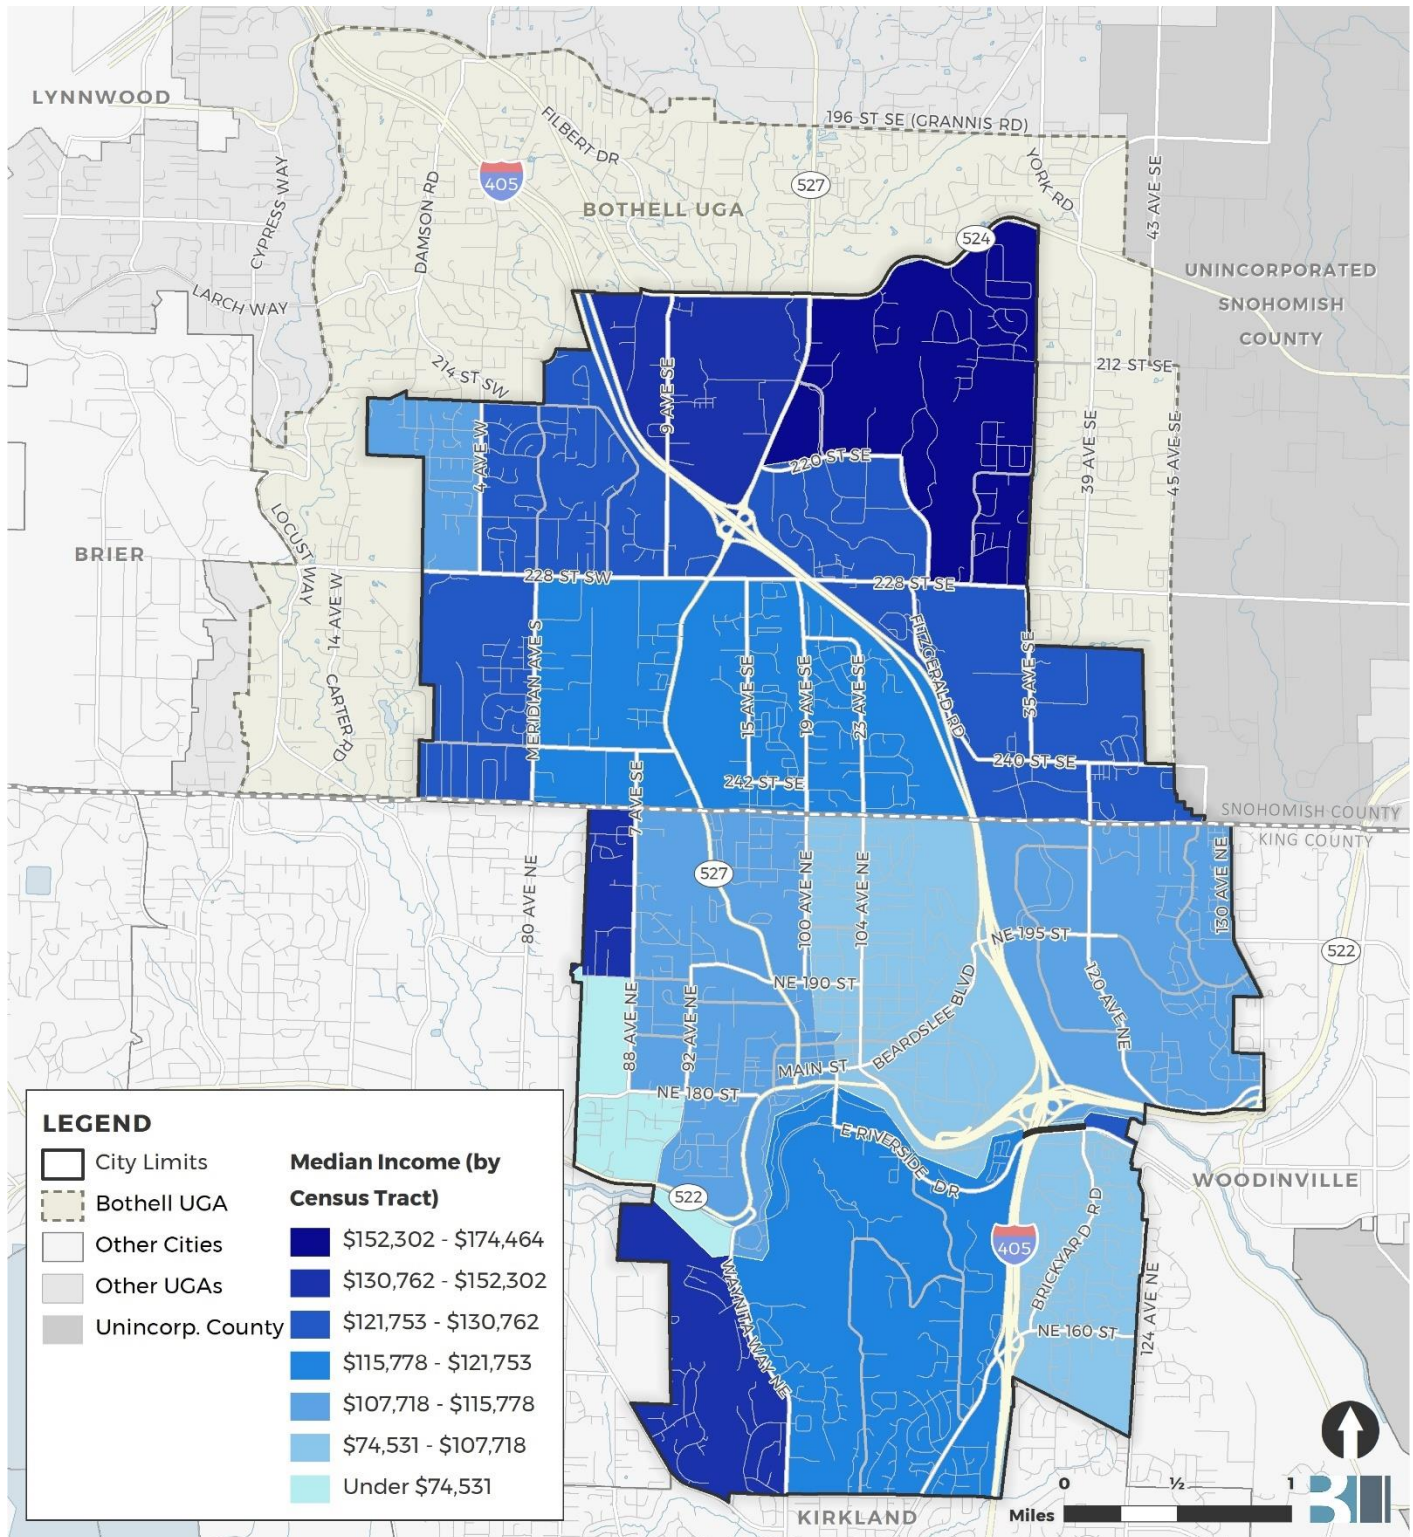 LYNNWOOD
196 ST SE (GRANNIS RD)
FILBERT DR
YORK RD
43 AVE SE
405
527
CYPRESS WAY
DAMSON RD
BOTHELL UGA
524
UNINCORPORATED
SNOHOMISH
COUNTY
LARCH WAY
214 ST SW
9 AVE SE
212 ST SE
4 AVE W
220 ST SE
39 AVE SE
45 AVE SE
BRIER
LOCUST WAY
14 AVE W
228 ST SW
228 ST SE
CARTER RD
MERIDIAN AVE S
15 AVE SE
19 AVE SE
23 AVE SE
FITZGERALD RD
35 AVE SE
240 ST SE
7 AVE SE
242 ST SE
SNOHOMISH COUNTY
KING COUNTY
80 AVE NE
527
100 AVE NE
104 AVE NE
130 AVE NE
NE 195 ST
522
NE 190 ST
88 AVE NE
92 AVE NE
BEARDSLEE BLVD
120 AVE NE
MAIN ST
NE 180 ST
E RIVERSIDE DR
WOODINVILLE
522
405
BRICKYARD RD
WAYNITA WAY NE
NE 160 ST
124 AVE NE
KIRKLAND
LEGEND
City Limits
Bothell UGA
Other Cities
Other UGAs
Unincorp. County
Median Income (by
Census Tract)
$152,302 - $174,464
$130,762 - $152,302
$121,753 - $130,762
$115,778 - $121,753
$107,718 - $115,778
$74,531 - $107,718
Under $74,531
0 ½ 1
Miles
B